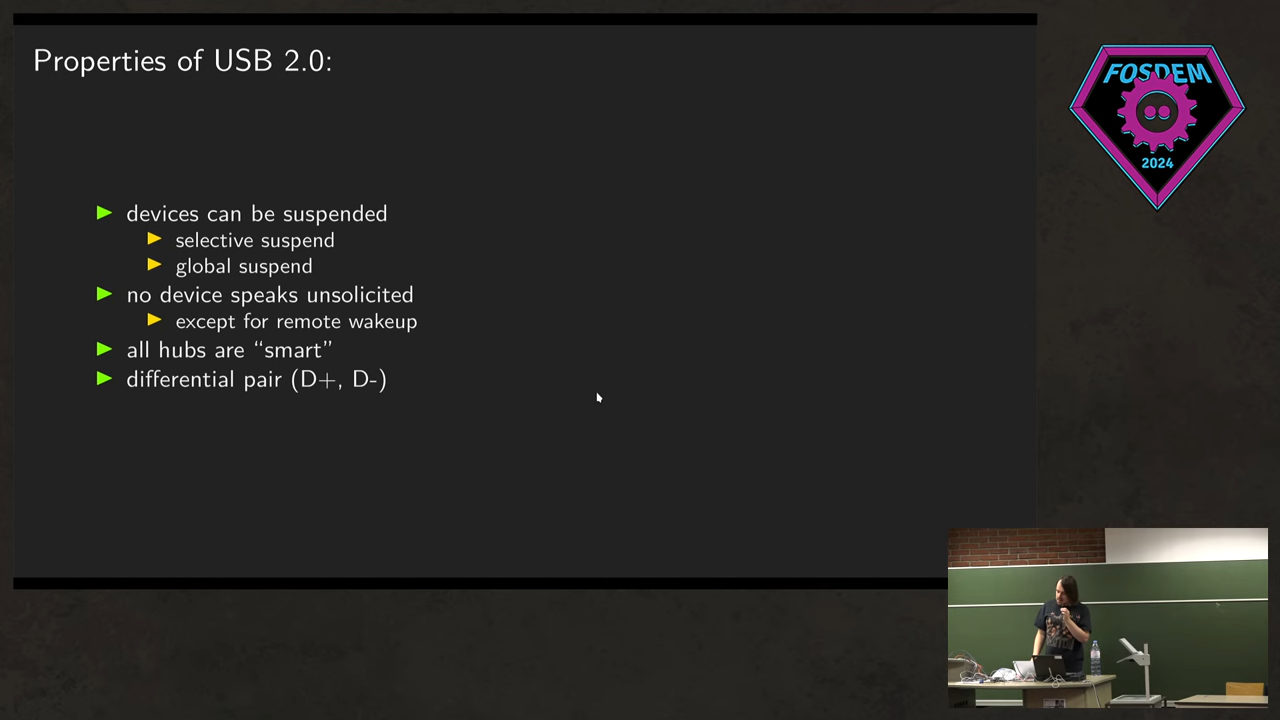 Properties of USB 2.0:
devices can be suspended
selective suspend
global suspend
no device speaks unsolicited
except for remote wakeup
all hubs are “smart”
differential pair (D+, D-)
FOSDEM
2024